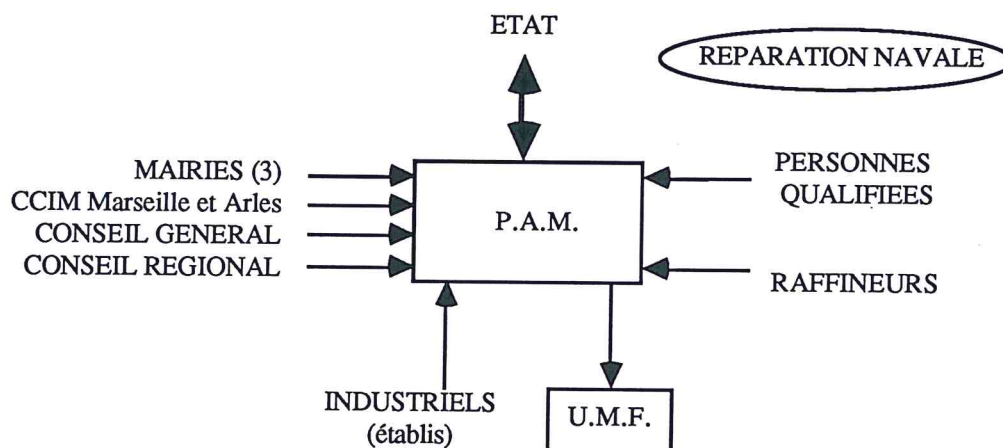 ETAT
REPARATION NAVALE
MAIRIES (3)
CCIM Marseille et Arles
CONSEIL GENERAL
CONSEIL REGIONAL
P.A.M.
PERSONNES
QUALIFIEES
RAFFINEURS
INDUSTRIELS
(établis)
U.M.F.